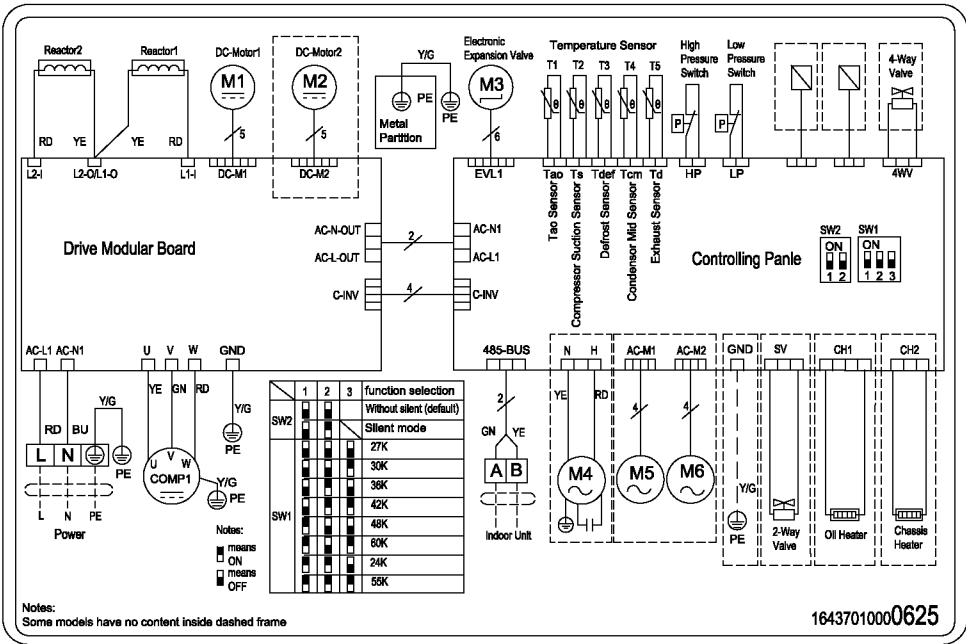 Reactor2
Reactor1
DC-Motor1
DC-Motor2
M1
M2
5
5
RD
YE
YE
RD
L2-I
L2-O/L1-O
L1-I
DC-M1
DC-M2
Y/G
PE
PE
Metal
Partition
Electronic
Expansion Valve
M3
6
EVL1
Temperature Sensor
T1 T2 T3 T4 T5
θ θ θ θ θ
Tao Ts Tdef Tcm Td
Tao Sensor
Compressor Suction Sensor
Defrost Sensor
Condensor Mid Sensor
Exhaust Sensor
High
Pressure
Switch
P
HP
Low
Pressure
Switch
P
LP
4-Way
Valve
4WV
Drive Modular Board
AC-N-OUT
AC-L-OUT
C-INV
2
4
AC-N1
AC-L1
C-INV
Controlling Panle
SW2
ON
1 2
SW1
ON
1 2 3
AC-L1 AC-N1
U V W
GND
RD
BU
Y/G
L N
PE
L N PE
Power
YE GN RD
U V W
COMP1
Y/G
PE
Y/G
PE
Notes:
means
ON
means
OFF
1 2 3 function selection
SW2
Without silent (default)
Silent mode
SW1
27K
30K
36K
42K
48K
60K
24K
55K
485-BUS
2
GN
YE
A B
Indoor Unit
N H
YE
RD
M4
AC-M1
AC-M2
4
4
M5
M6
GND
Y/G
PE
SV
2-Way
Valve
CH1
Oil Heater
CH2
Chassis
Heater
Notes:
Some models have no content inside dashed frame
16437010000625